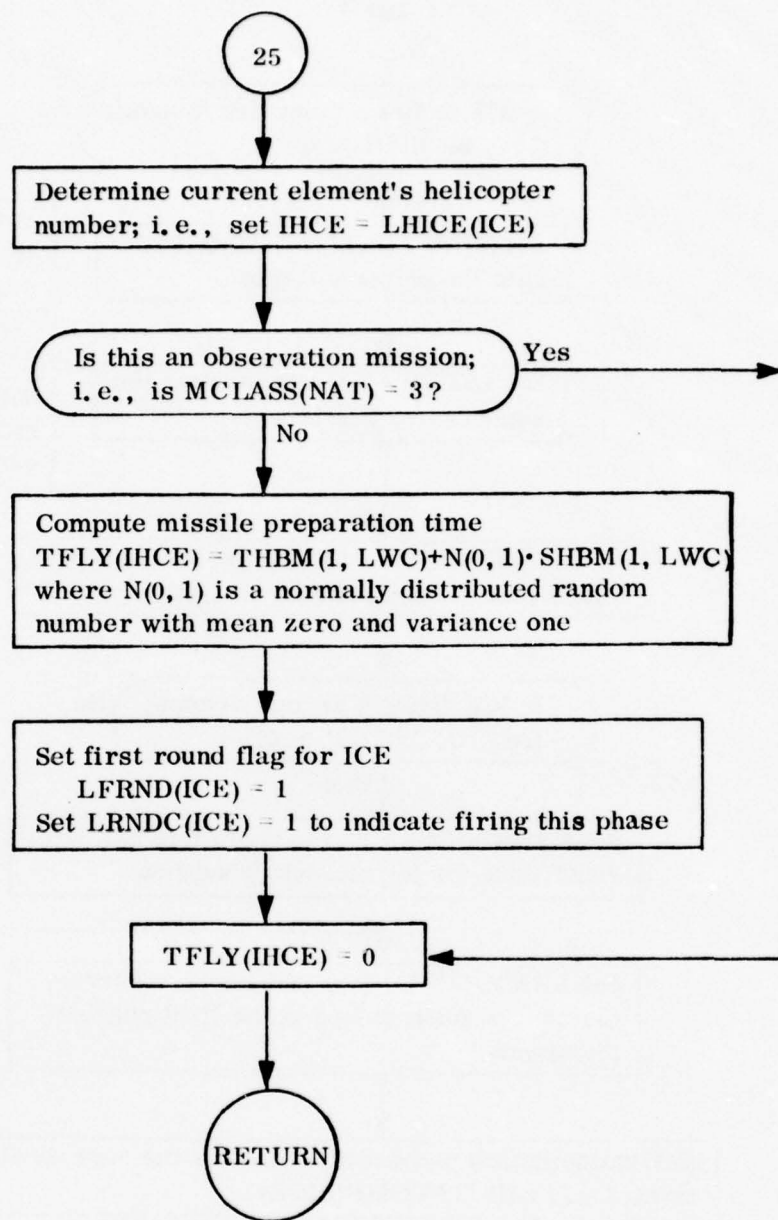 25
Determine current element's helicopter
number; i.e., set IHCE = LHICE(ICE)
Is this an observation mission;
i.e., is MCLASS(NAT) = 3?
Yes
No
Compute missile preparation time
TFLY(IHCE) = THBM(1, LWC)+N(0, 1)· SHBM(1, LWC)
where N(0, 1) is a normally distributed random
number with mean zero and variance one
Set first round flag for ICE
LFRND(ICE) = 1
Set LRNDC(ICE) = 1 to indicate firing this phase
TFLY(IHCE) = 0
RETURN